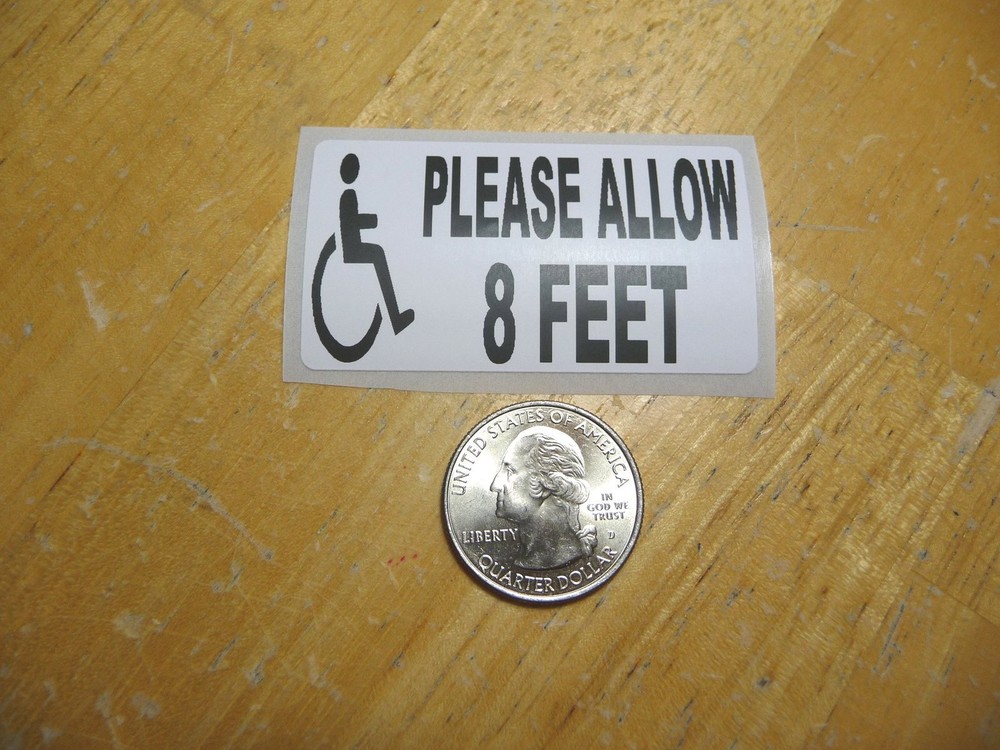 PLEASE ALLOW
8 FEET
UNITED STATES OF AMERICA
IN
GOD WE
TRUST
LIBERTY
D
QUARTER DOLLAR